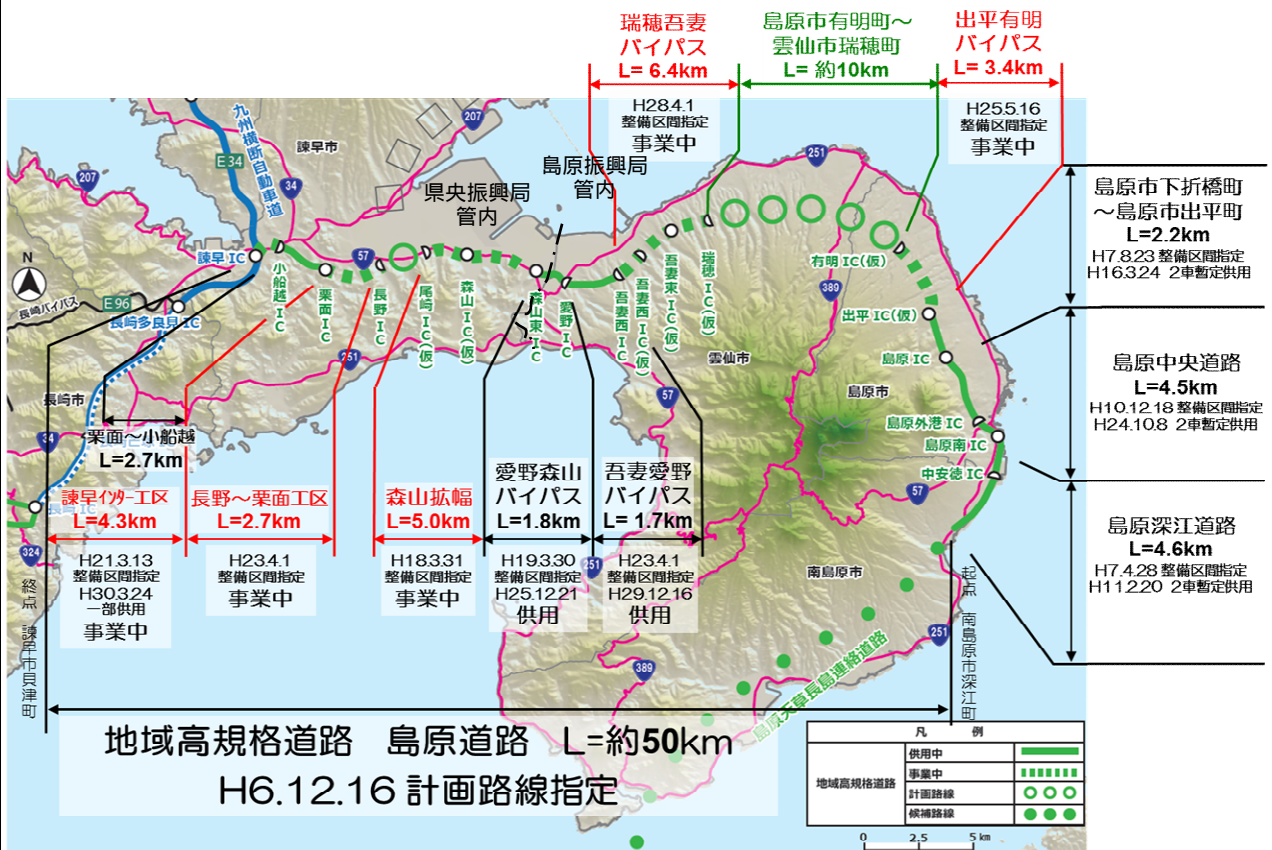 瑞穂吾妻
バイパス
L= 6.4km
H28.4.1
整備区間指定
事業中
島原市有明町～
雲仙市瑞穂町
L= 約10km
出平有明
バイパス
L= 3.4km
H25.5.16
整備区間指定
事業中
島原市下折橋町
～島原市出平町
L=2.2km
H7.8.23 整備区間指定
H16.3.24 2車暫定供用
島原中央道路
L=4.5km
H10.12.18 整備区間指定
H24.10.8 2車暫定供用
島原深江道路
L=4.6km
H7.4.28 整備区間指定
H11.2.20 2車暫定供用
九州横断自動車道
E34
34
207
207
諫早市
県央振興局
管内
島原振興局
管内
251
N
長崎バイパス
E96
諫早IC
長崎多良見IC
小船越IC
栗面IC
57
長野IC
尾崎IC(仮)
森山IC(仮)
森山東IC
愛野IC
吾妻西IC
吾妻西IC(仮)
吾妻東IC(仮)
瑞穂IC(仮)
有明IC(仮)
389
出平IC(仮)
島原IC
島原外港IC
島原南IC
中安徳IC
雲仙市
島原市
南島原市
251
57
57
長崎市
34
長崎IC
324
251
251
389
栗面～小船越
L=2.7km
諫早ｲﾝﾀｰ工区
L=4.3km
H21.3.13
整備区間指定
H30.3.24
一部供用
事業中
長野～栗面工区
L=2.7km
H23.4.1
整備区間指定
事業中
森山拡幅
L=5.0km
H18.3.31
整備区間指定
事業中
愛野森山
バイパス
L=1.8km
H19.3.30
整備区間指定
H25.12.21
供用
吾妻愛野
バイパス
L= 1.7km
H23.4.1
整備区間指定
H29.12.16
供用
終点 諫早市貝津町
起点 南島原市深江町
島原天草長島連絡道路
地域高規格道路 島原道路 L=約50km
H6.12.16 計画路線指定
凡 例
地域高規格道路
供用中
事業中
計画路線
候補路線
0 2.5 5 km